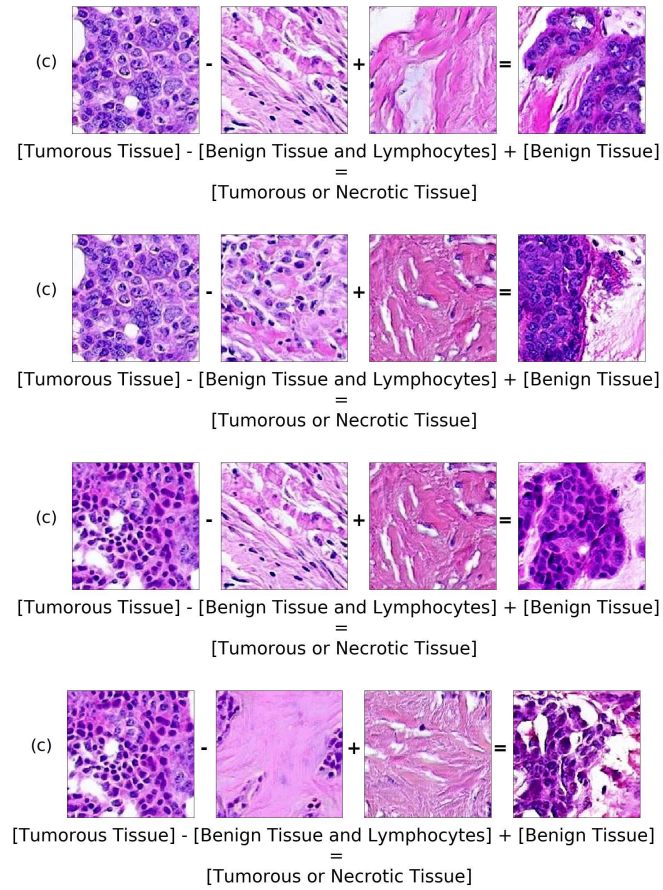 (c) - + =
[Tumorous Tissue] - [Benign Tissue and Lymphocytes] + [Benign Tissue]
=
[Tumorous or Necrotic Tissue]
(c) - + =
[Tumorous Tissue] - [Benign Tissue and Lymphocytes] + [Benign Tissue]
=
[Tumorous or Necrotic Tissue]
(c) - + =
[Tumorous Tissue] - [Benign Tissue and Lymphocytes] + [Benign Tissue]
=
[Tumorous or Necrotic Tissue]
(c) - + =
[Tumorous Tissue] - [Benign Tissue and Lymphocytes] + [Benign Tissue]
=
[Tumorous or Necrotic Tissue]